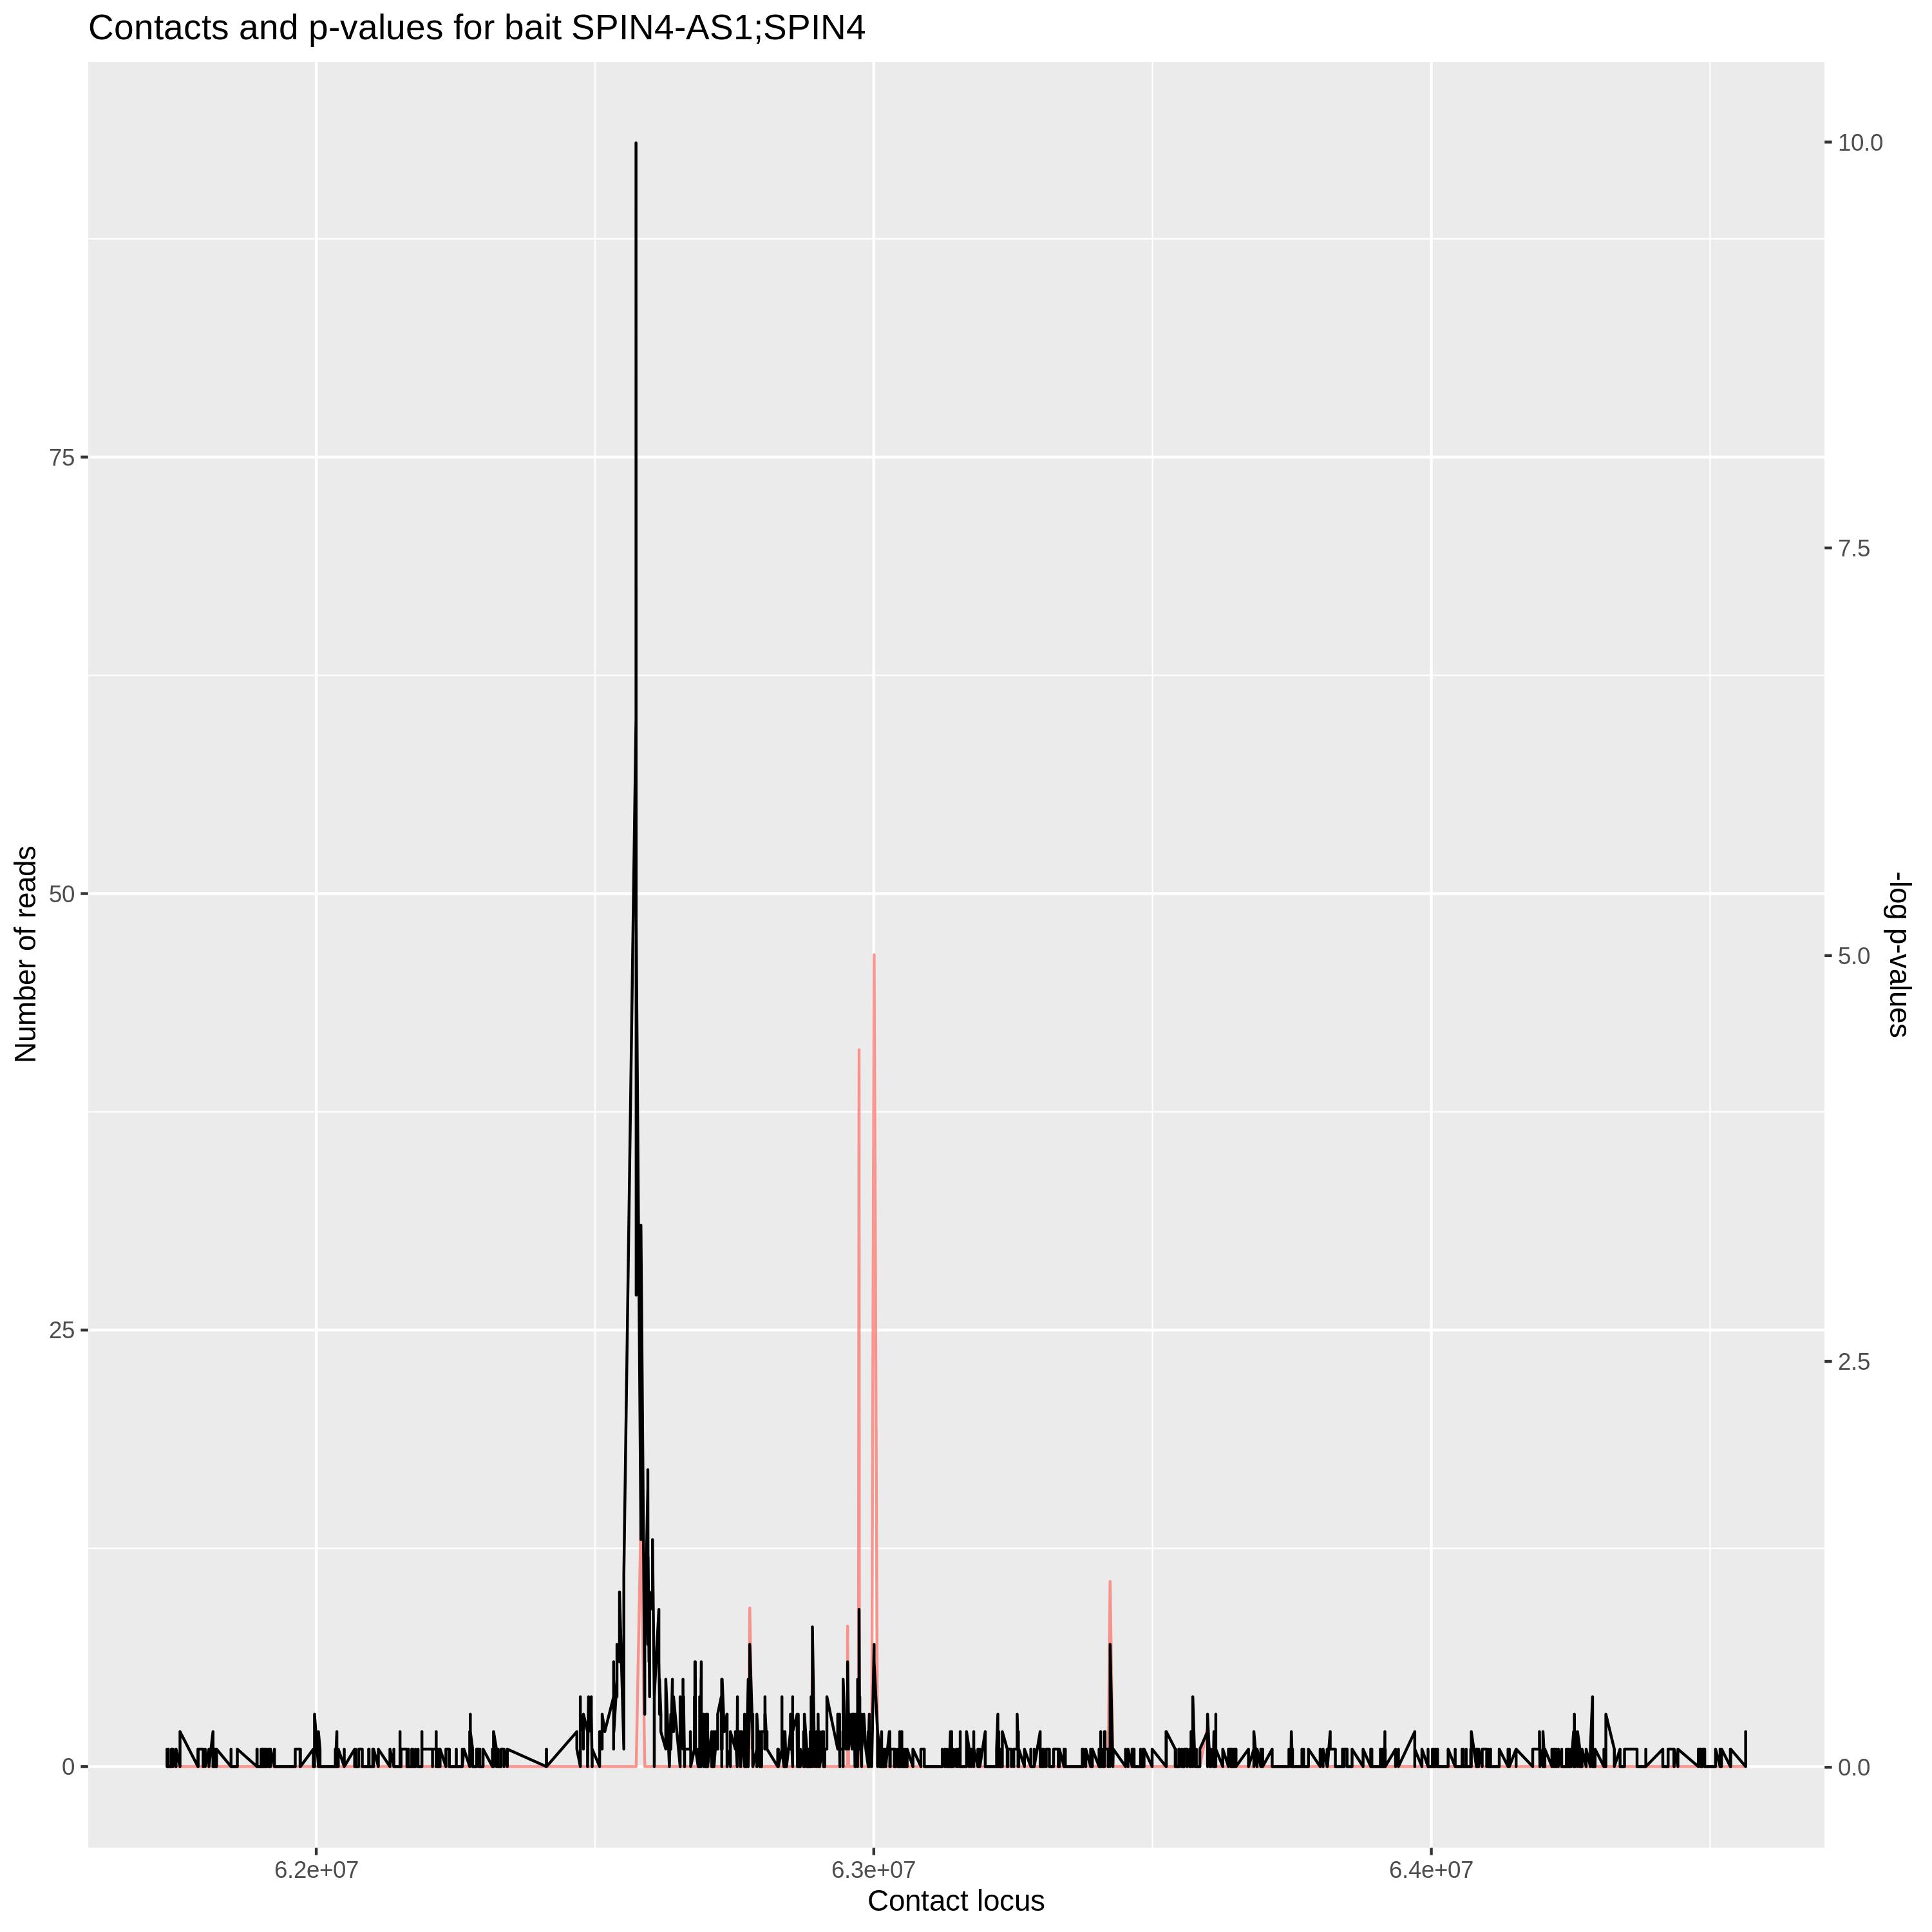 Contacts and p-values for bait SPIN4-AS1;SPIN4
10.0
75
7.5
Number of reads
50
5.0
-log p-values
25
2.5
0
0.0
6.2e+07
6.3e+07
6.4e+07
Contact locus